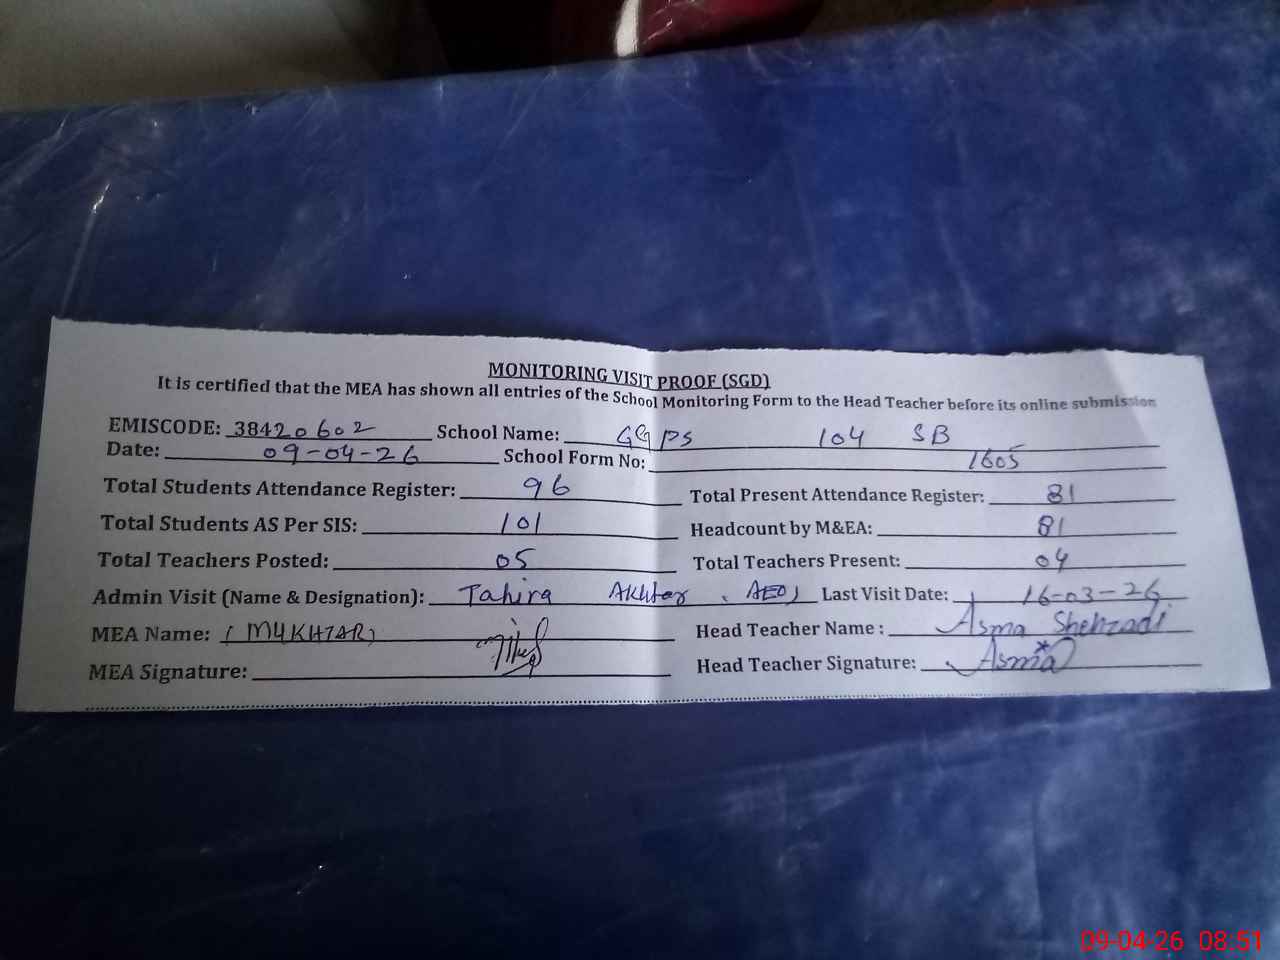 MONITORING VISIT PROOF (SGD)
It is certified that the MEA has shown all entries of the School Monitoring Form to the Head Teacher before its online submission
EMISCODE: 38420602 School Name: GGPS 104 SB
Date: 09-04-26 School Form No: 1605
Total Students Attendance Register: 96 Total Present Attendance Register: 81
Total Students AS Per SIS: 101 Headcount by M&EA: 81
Total Teachers Posted: 05 Total Teachers Present: 04
Admin Visit (Name & Designation): Tahira Akhtar, AEO, Last Visit Date: 16-03-26
MEA Name: (MUKHTAR) Head Teacher Name : Asma Shehzadi
MEA Signature: Head Teacher Signature: Asma
09-04-26 08:51